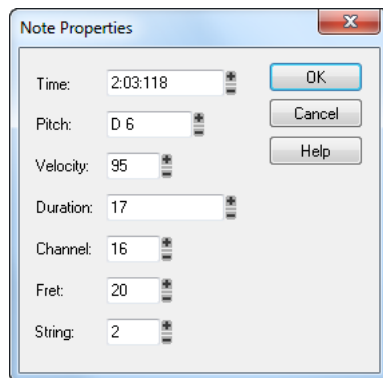 Note Properties
Time: 2:03:118
OK
Pitch: D 6
Cancel
Velocity: 95
Help
Duration: 17
Channel: 16
Fret: 20
String: 2